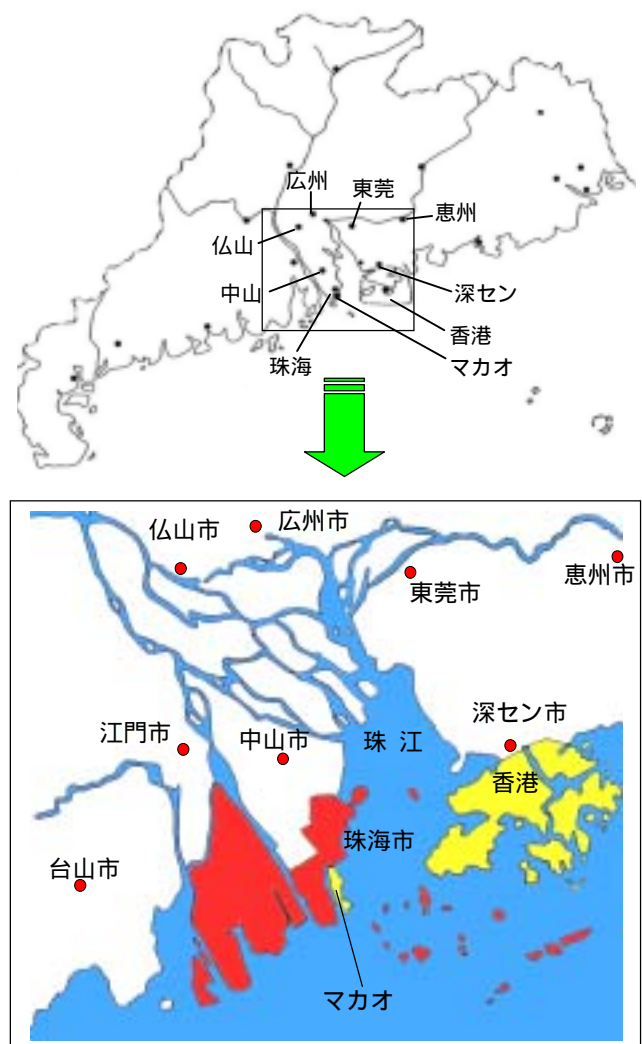 広州
東莞
恵州
仏山
中山
深セン
香港
珠海
マカオ
仏山市
広州市
東莞市
恵州市
江門市
中山市
珠 江
深セン市
香港
珠海市
台山市
マカオ